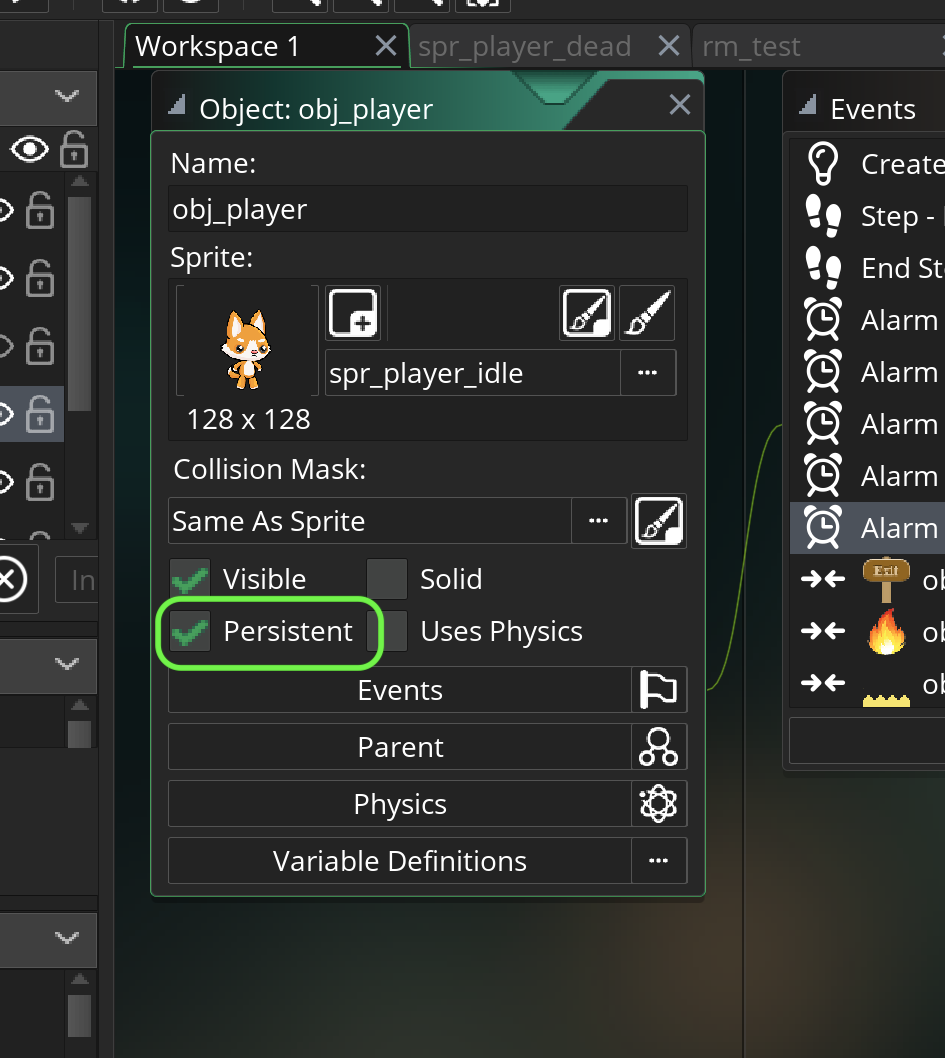 Workspace 1
spr_player_dead
rm_test
Object: obj_player
Name:
obj_player
Sprite:
spr_player_idle
...
128 x 128
Collision Mask:
Same As Sprite
...
Visible
Solid
Persistent
Uses Physics
Events
Parent
Physics
Variable Definitions
...
In
Events
Create
Step -
End St
Alarm
Alarm
Alarm
Alarm
Alarm
Exit
ob
ob
ob